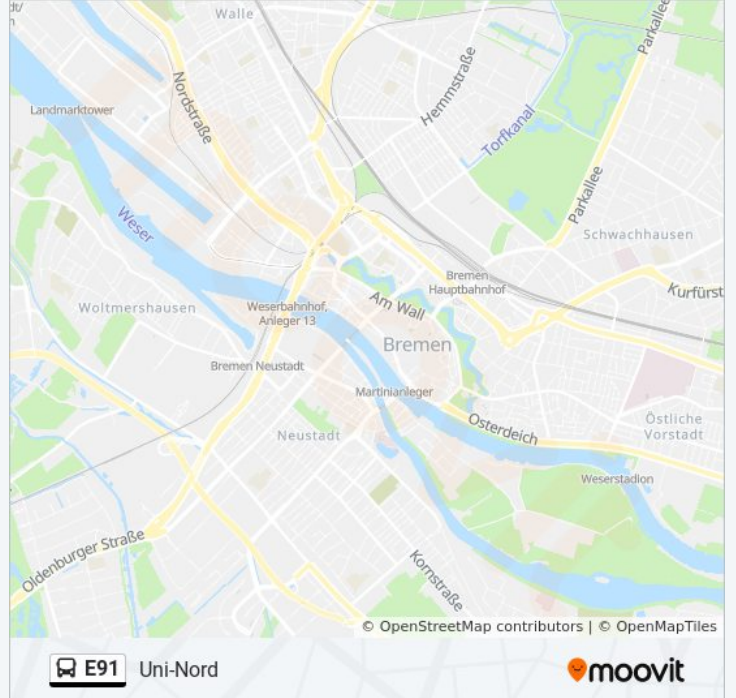 dt/
Walle
Parkallee
Hemmstraße
Nordstraße
Landmarktower
Torfkanal
Parkallee
Weser
Schwachhausen
Bremen
Hauptbahnhof
Kurfürst
Woltmershausen
Weserbahnhof,
Anleger 13
Am Wall
Bremen
Bremen Neustadt
Martinianleger
Neustadt
Osterdeich
Östliche
Vorstadt
Weserstadion
Oldenburger Straße
Kornstraße
© OpenStreetMap contributors | © OpenMapTiles
E91 Uni-Nord
moovit